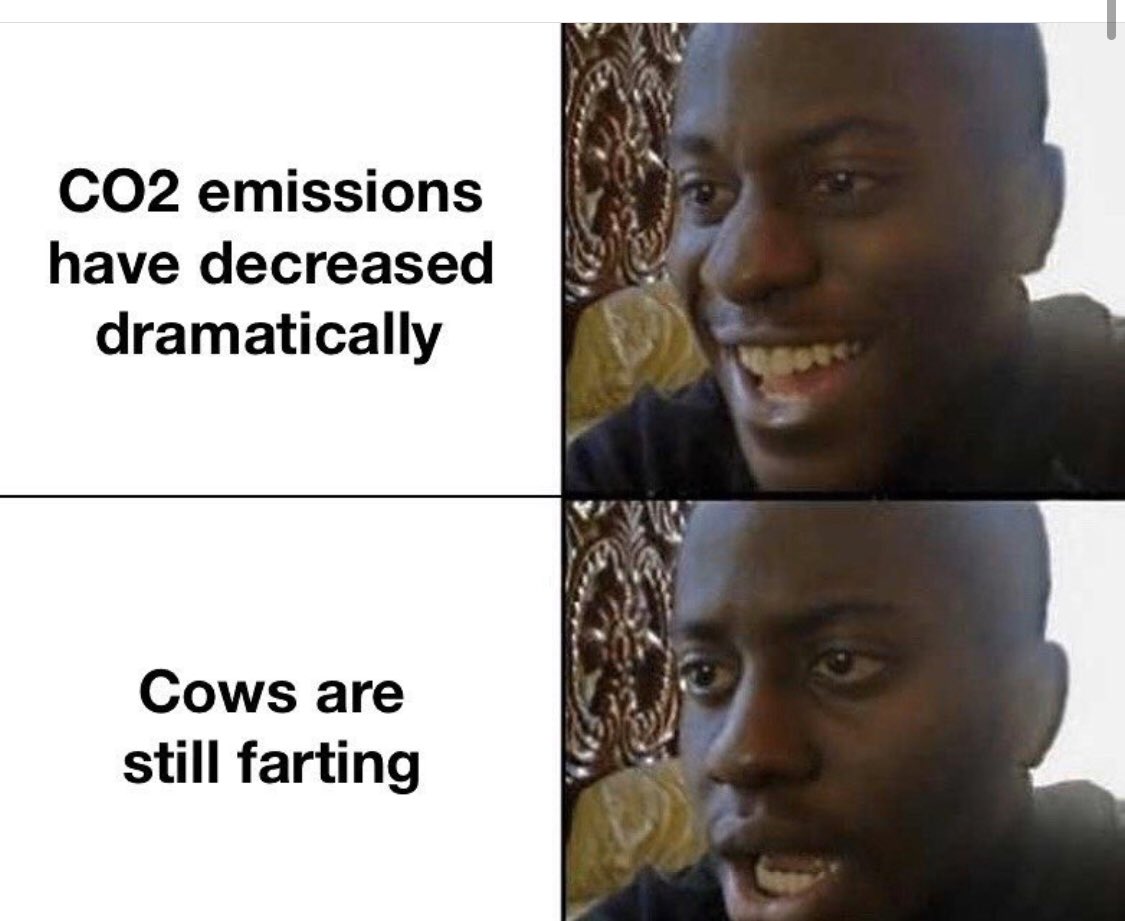 CO2 emissions
have decreased
dramatically
Cows are
still farting